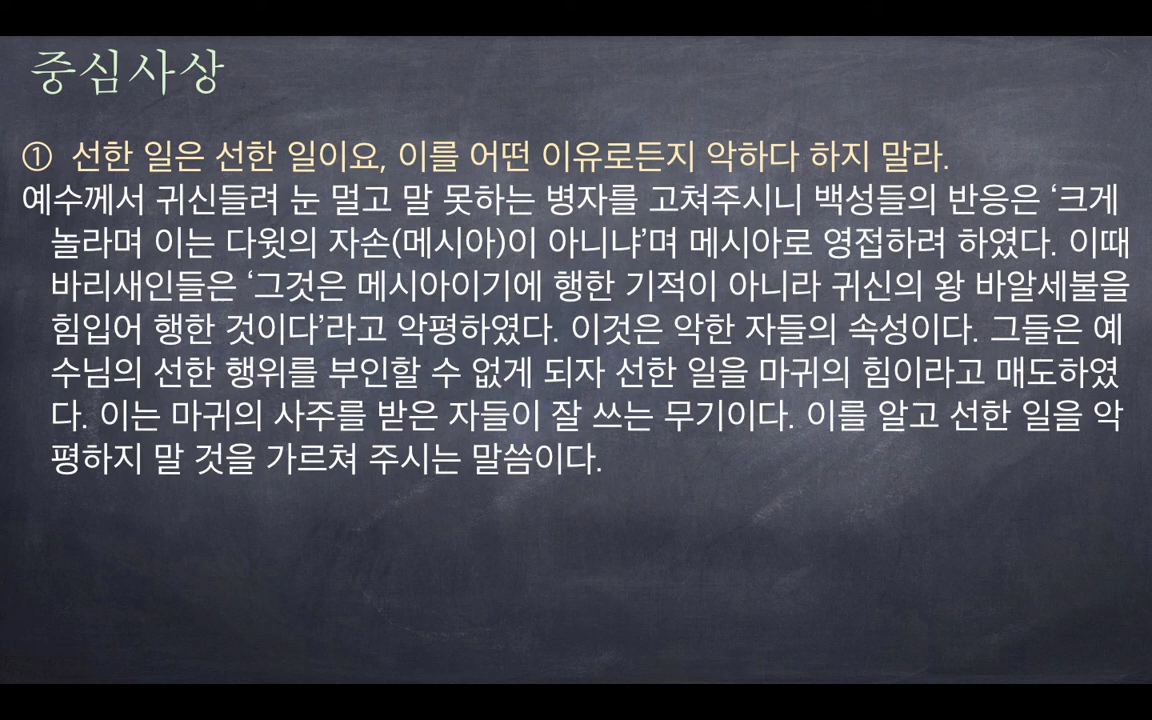 중심사상
① 선한 일은 선한 일이요, 이를 어떤 이유로든지 악하다 하지 말라.
예수께서 귀신들려 눈 멀고 말 못하는 병자를 고쳐주시니 백성들의 반응은 ‘크게
놀라며 이는 다윗의 자손(메시아)이 아니냐’며 메시아로 영접하려 하였다. 이때
바리새인들은 ‘그것은 메시아이기에 행한 기적이 아니라 귀신의 왕 바알세불을
힘입어 행한 것이다’라고 악평하였다. 이것은 악한 자들의 속성이다. 그들은 예
수님의 선한 행위를 부인할 수 없게 되자 선한 일을 마귀의 힘이라고 매도하였
다. 이는 마귀의 사주를 받은 자들이 잘 쓰는 무기이다. 이를 알고 선한 일을 악
평하지 말 것을 가르쳐 주시는 말씀이다.